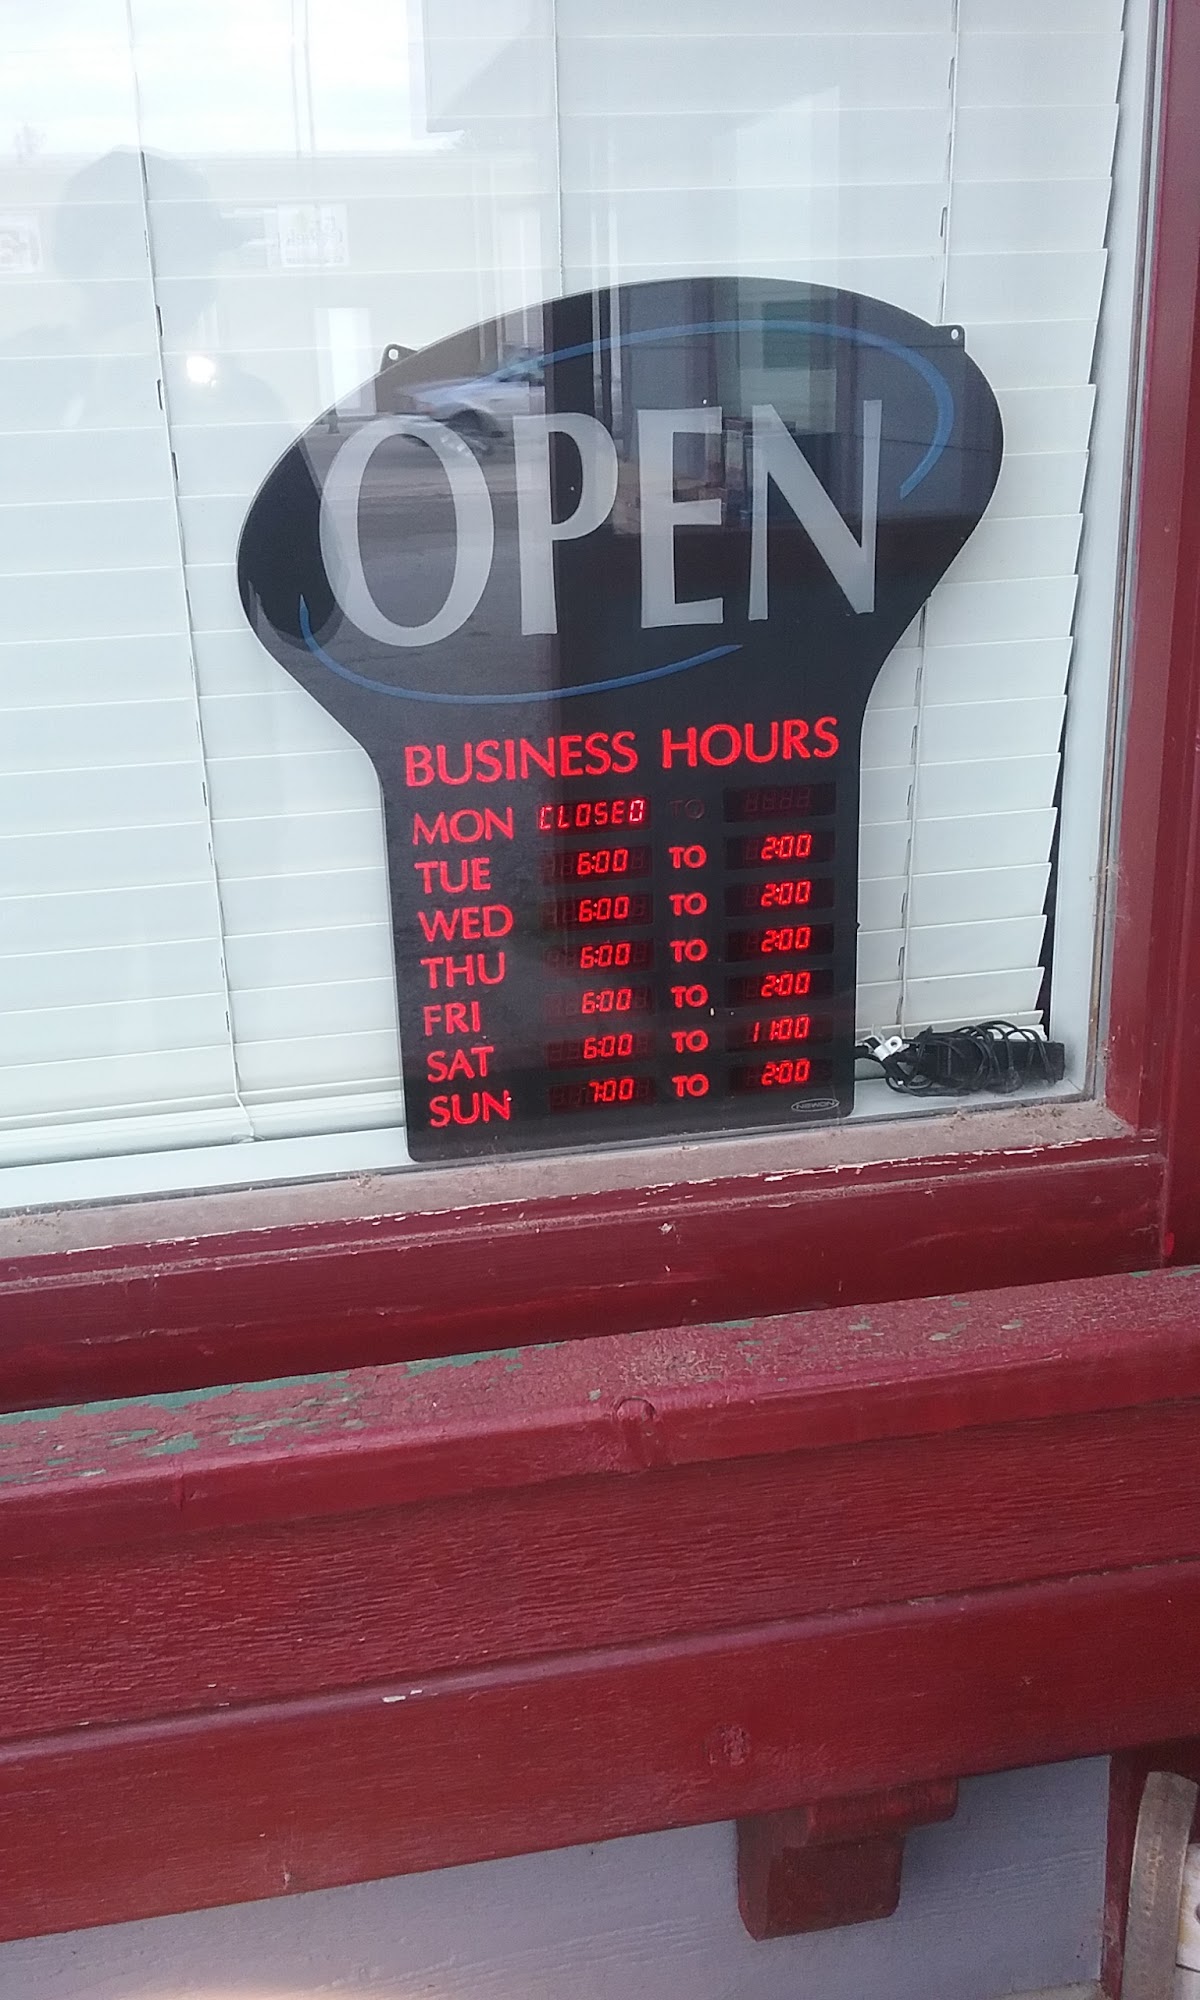 OPEN
BUSINESS HOURS
MON CLOSED TO
TUE 6:00 TO 2:00
WED 6:00 TO 2:00
THU 6:00 TO 2:00
FRI 6:00 TO 2:00
SAT 6:00 TO 11:00
SUN 7:00 TO 2:00
NEWON